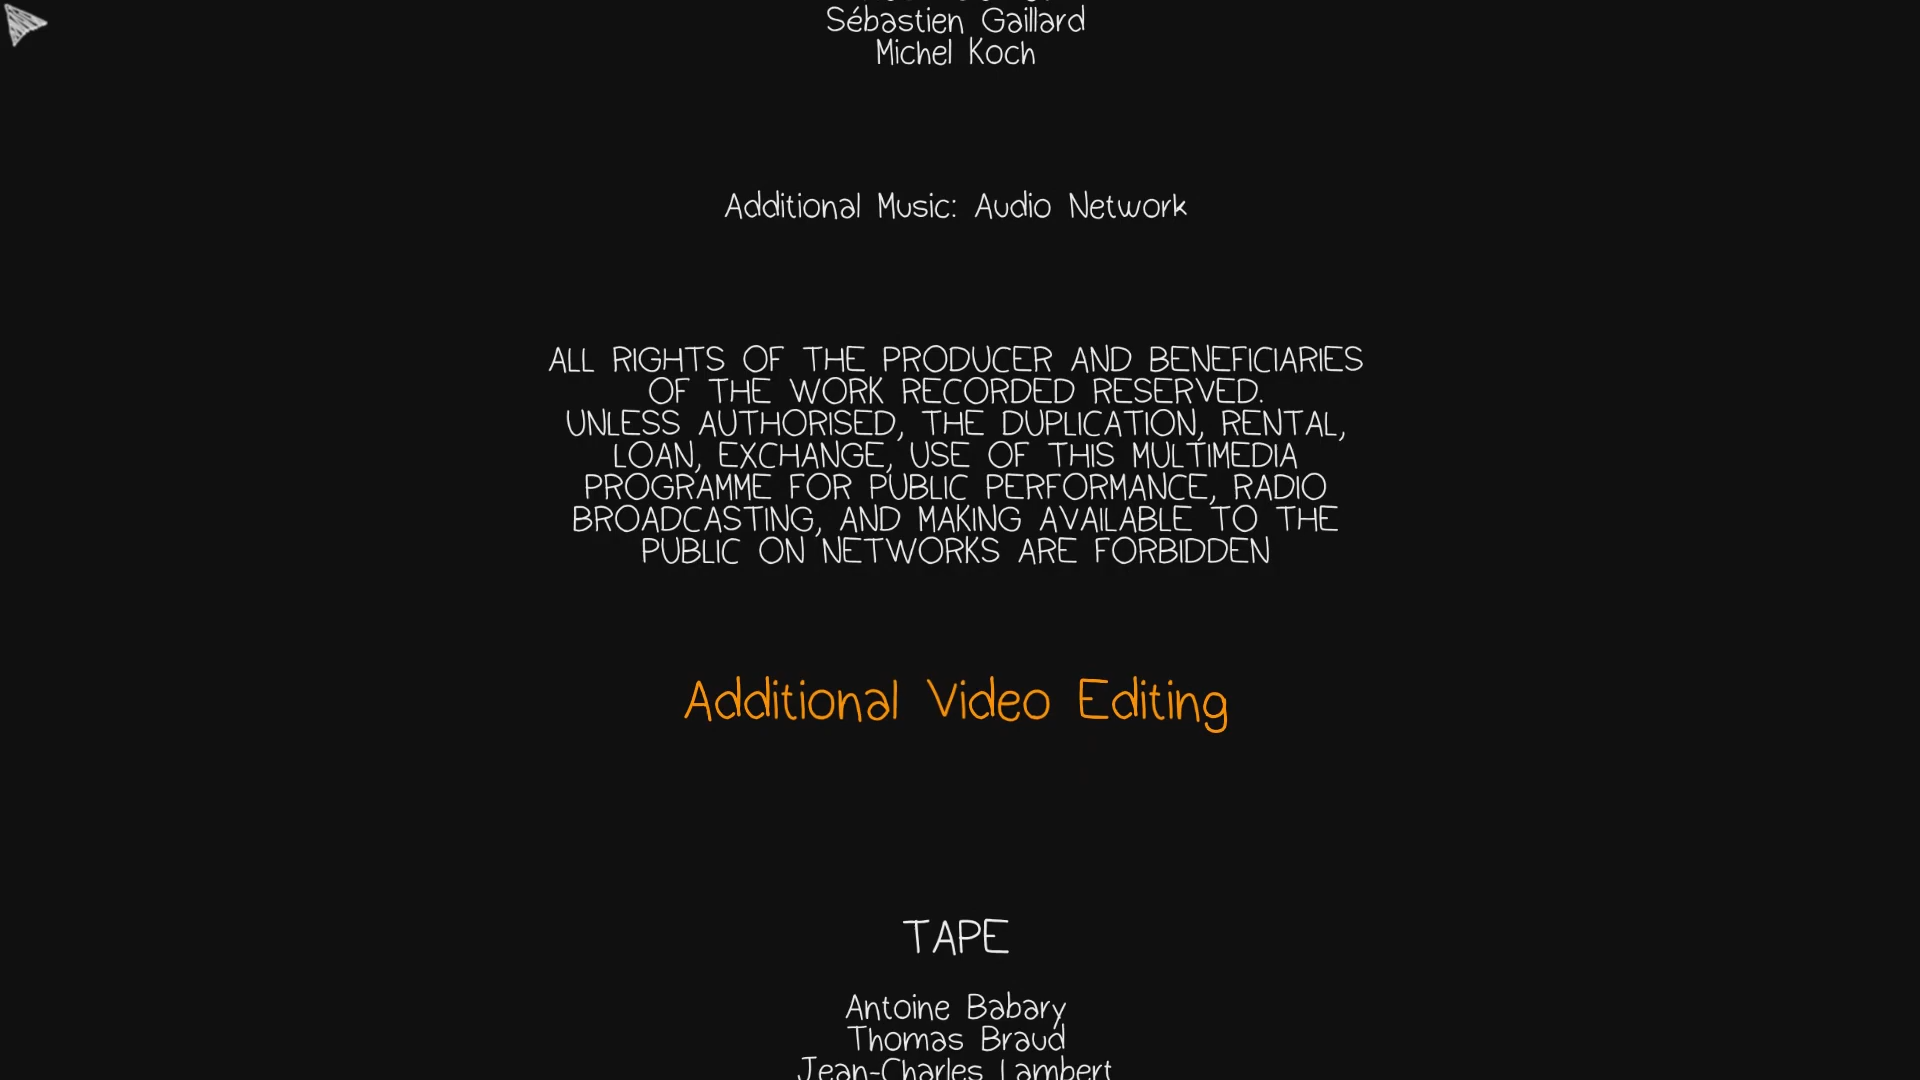 Sébastien Gaillard
Michel Koch
Additional Music: Audio Network
ALL RIGHTS OF THE PRODUCER AND BENEFICIARIES
OF THE WORK RECORDED RESERVED.
UNLESS AUTHORISED, THE DUPLICATION, RENTAL,
LOAN, EXCHANGE, USE OF THIS MULTIMEDIA
PROGRAMME FOR PUBLIC PERFORMANCE, RADIO
BROADCASTING, AND MAKING AVAILABLE TO THE
PUBLIC ON NETWORKS ARE FORBIDDEN
Additional Video Editing
TAPE
Antoine Babary
Thomas Braud
Jean-Charles Lambert